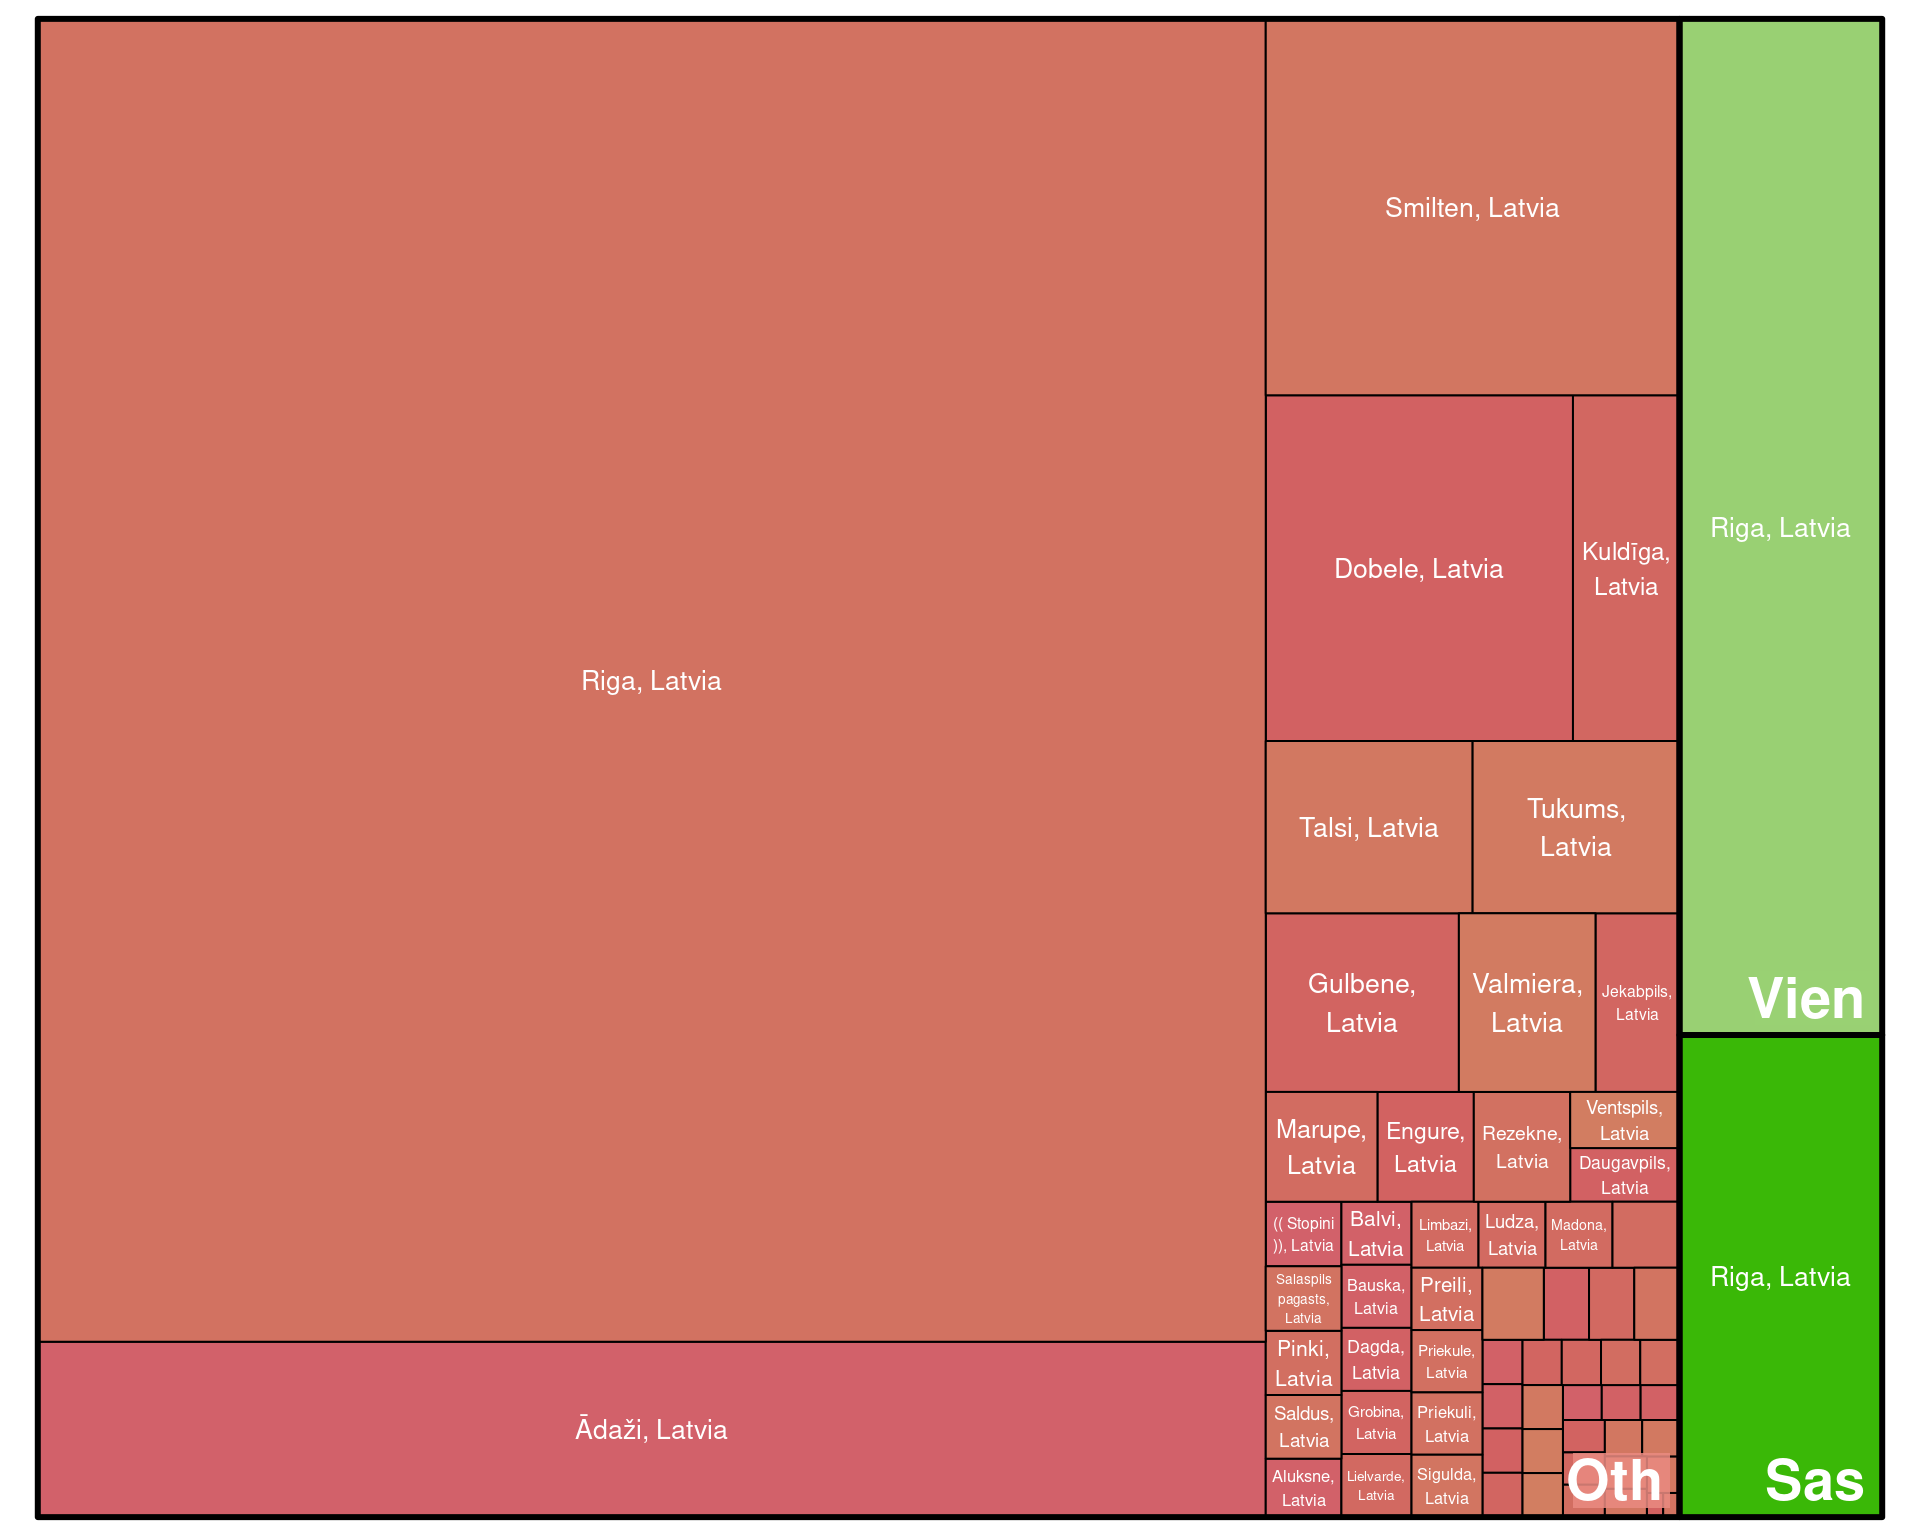 Riga, Latvia
Ādaži, Latvia
Smilten, Latvia
Dobele, Latvia
Kuldīga,
Latvia
Talsi, Latvia
Tukums,
Latvia
Gulbene,
Latvia
Valmiera,
Latvia
Jekabpils,
Latvia
Marupe,
Latvia
Engure,
Latvia
Rezekne,
Latvia
Ventspils,
Latvia
Daugavpils,
Latvia
(( Stopini
)), Latvia
Balvi,
Latvia
Limbazi,
Latvia
Ludza,
Latvia
Madona,
Latvia
Salaspils
pagasts,
Latvia
Bauska,
Latvia
Preili,
Latvia
Pinki,
Latvia
Dagda,
Latvia
Priekule,
Latvia
Saldus,
Latvia
Grobina,
Latvia
Priekuli,
Latvia
Aluksne,
Latvia
Lielvarde,
Latvia
Sigulda,
Latvia
Oth
Riga, Latvia
Vien
Riga, Latvia
Sas